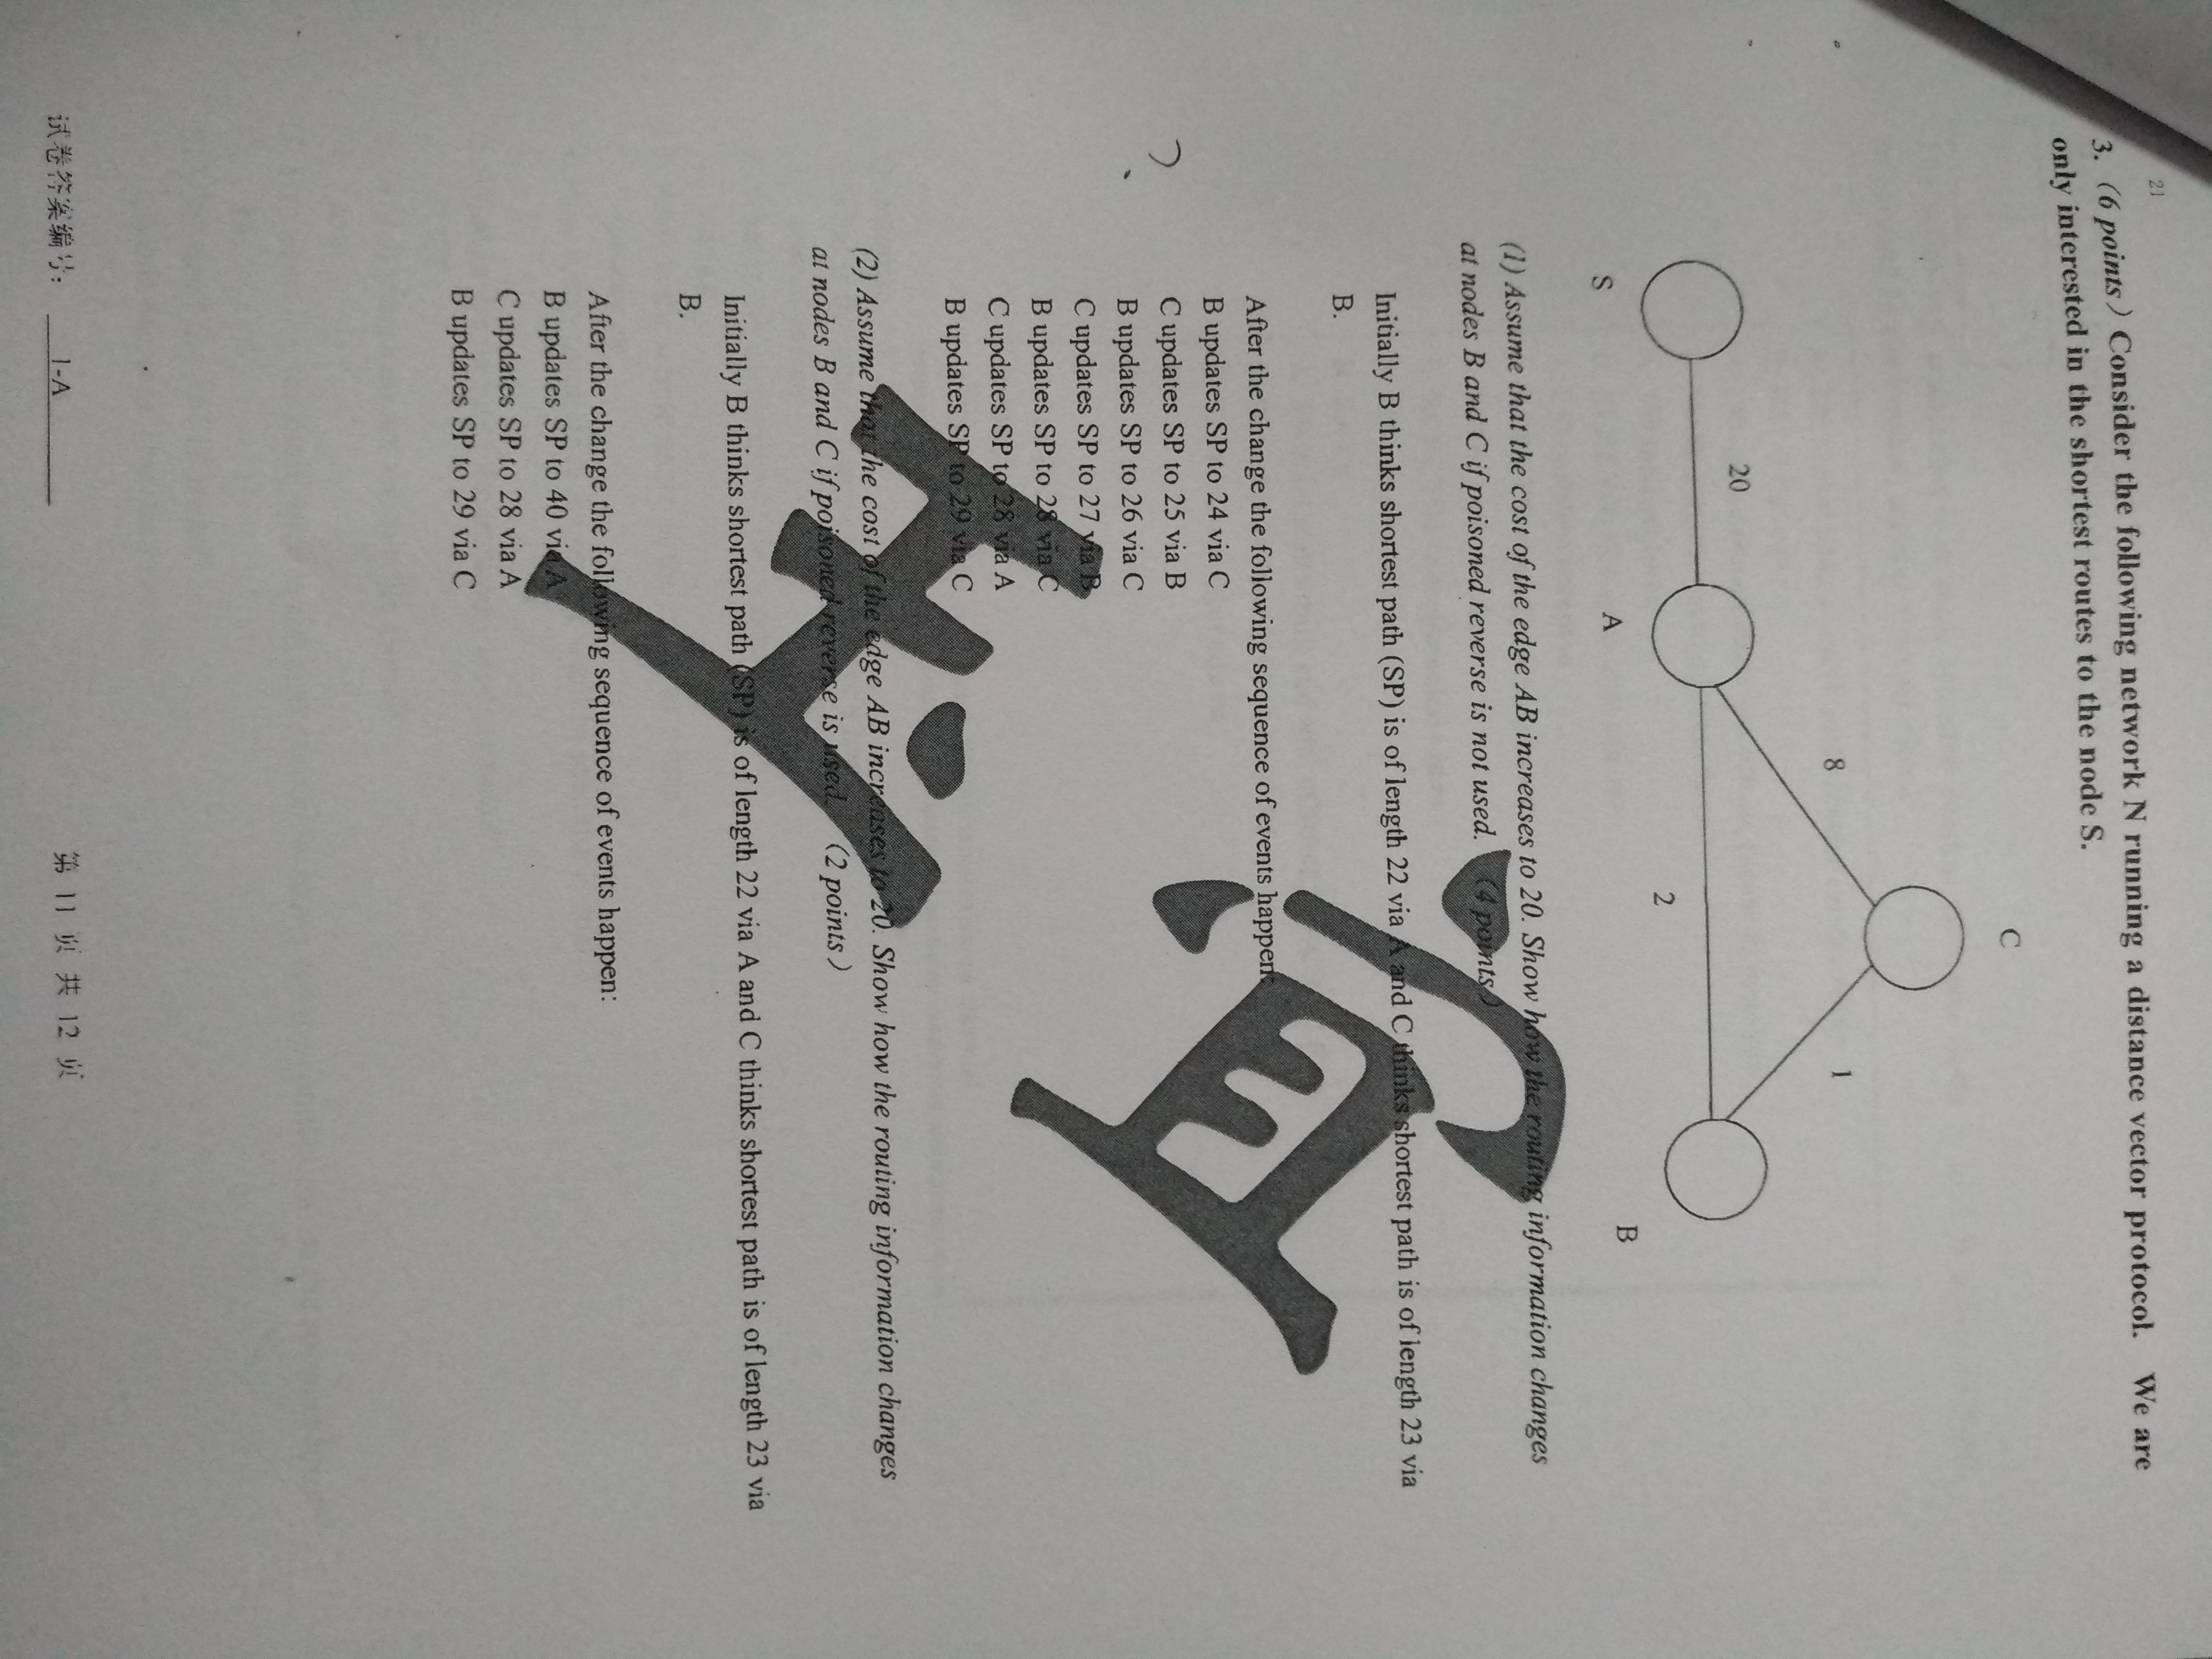 21
3. (6 points) Consider the following network N running a distance vector protocol. We are
only interested in the shortest routes to the node S.
C
8
1
20
2
S
A
B
(1) Assume that the cost of the edge AB increases to 20. Show how the routing information changes
at nodes B and C if poisoned reverse is not used. (4 points)
Initially B thinks shortest path (SP) is of length 22 via A and C thinks shortest path is of length 23 via
B.
After the change the following sequence of events happen:
B updates SP to 24 via C
C updates SP to 25 via B
B updates SP to 26 via C
C updates SP to 27 via B
B updates SP to 28 via C
C updates SP to 28 via A
B updates SP to 29 via C
(2) Assume that the cost of the edge AB increases to 20. Show how the routing information changes
at nodes B and C if poisoned reverse is used. (2 points)
Initially B thinks shortest path (SP) is of length 22 via A and C thinks shortest path is of length 23 via
B.
After the change the following sequence of events happen:
B updates SP to 40 via A
C updates SP to 28 via A
B updates SP to 29 via C
试卷答案编号: 1-A 第 11 页 共 12 页